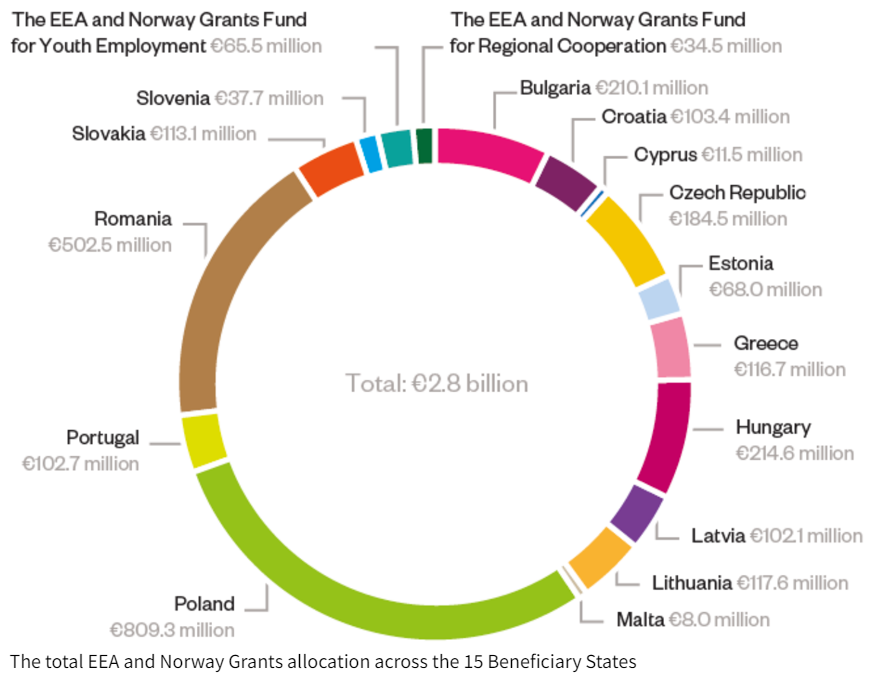 The EEA and Norway Grants Fund
for Youth Employment €65.5 million
The EEA and Norway Grants Fund
for Regional Cooperation €34.5 million
Bulgaria €210.1 million
Croatia €103.4 million
Cyprus €11.5 million
Czech Republic
€184.5 million
Estonia
€68.0 million
Greece
€116.7 million
Hungary
€214.6 million
Latvia €102.1 million
Lithuania €117.6 million
Malta €8.0 million
Poland
€809.3 million
Portugal
€102.7 million
Romania
€502.5 million
Slovakia €113.1 million
Slovenia €37.7 million
Total: €2.8 billion
The total EEA and Norway Grants allocation across the 15 Beneficiary States